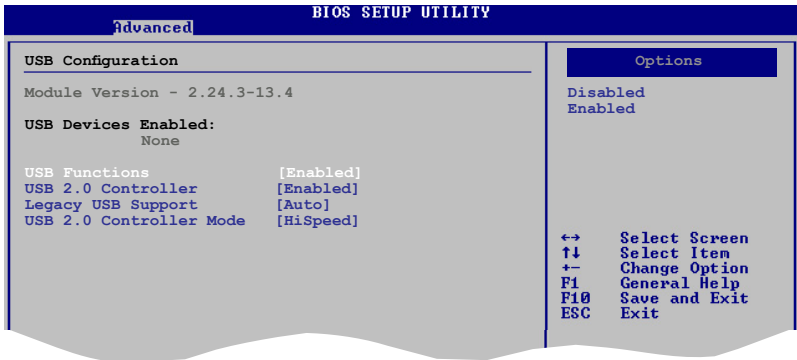 BIOS SETUP UTILITY
Advanced
USB Configuration
Module Version - 2.24.3-13.4
USB Devices Enabled:
None
USB Functions [Enabled]
USB 2.0 Controller [Enabled]
Legacy USB Support [Auto]
USB 2.0 Controller Mode [HiSpeed]
Options
Disabled
Enabled
←→ Select Screen
↑↓ Select Item
+- Change Option
F1 General Help
F10 Save and Exit
ESC Exit